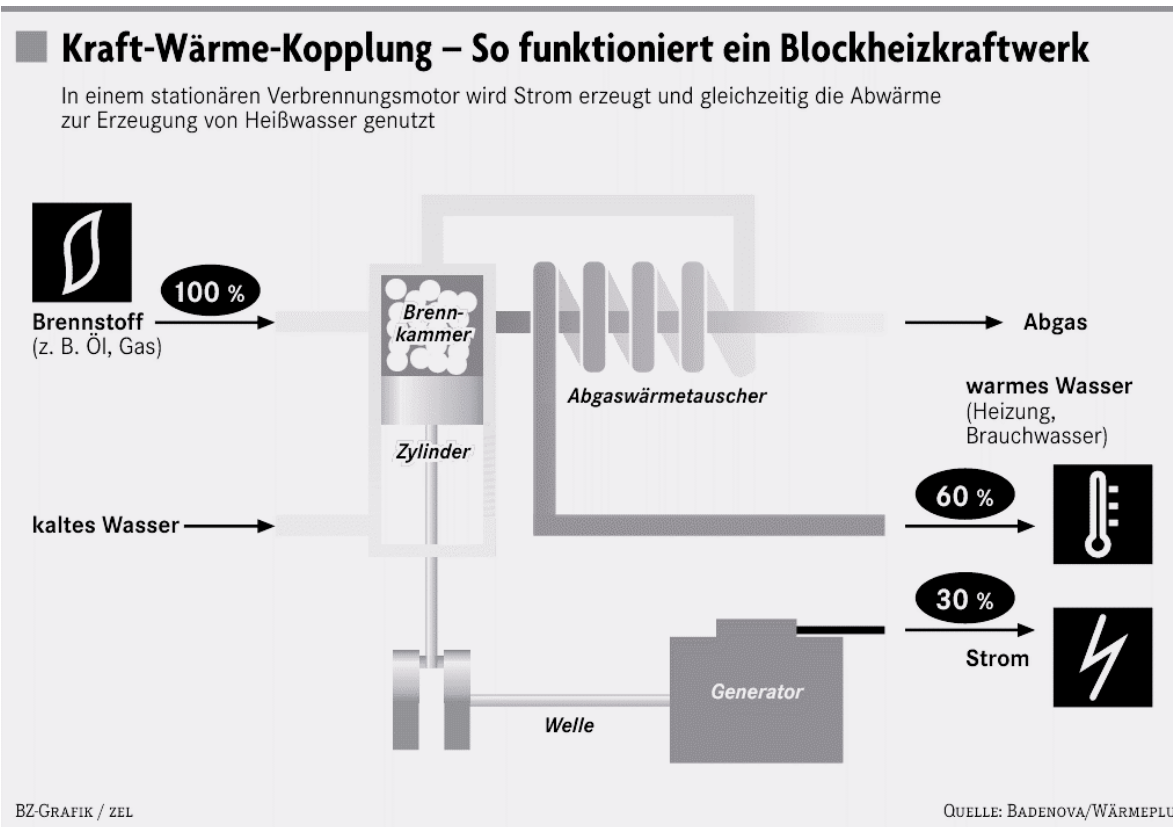 Kraft-Wärme-Kopplung – So funktioniert ein Blockheizkraftwerk
In einem stationären Verbrennungsmotor wird Strom erzeugt und gleichzeitig die Abwärme
zur Erzeugung von Heißwasser genutzt
100 %
Brennstoff
(z. B. Öl, Gas)
Brenn-
kammer
Abgas
Abgaswärmetauscher
warmes Wasser
(Heizung,
Brauchwasser)
Zylinder
60 %
kaltes Wasser
30 %
Strom
Generator
Welle
BZ-GRAFIK / ZEL
QUELLE: BADENOVA/WÄRMEPLU